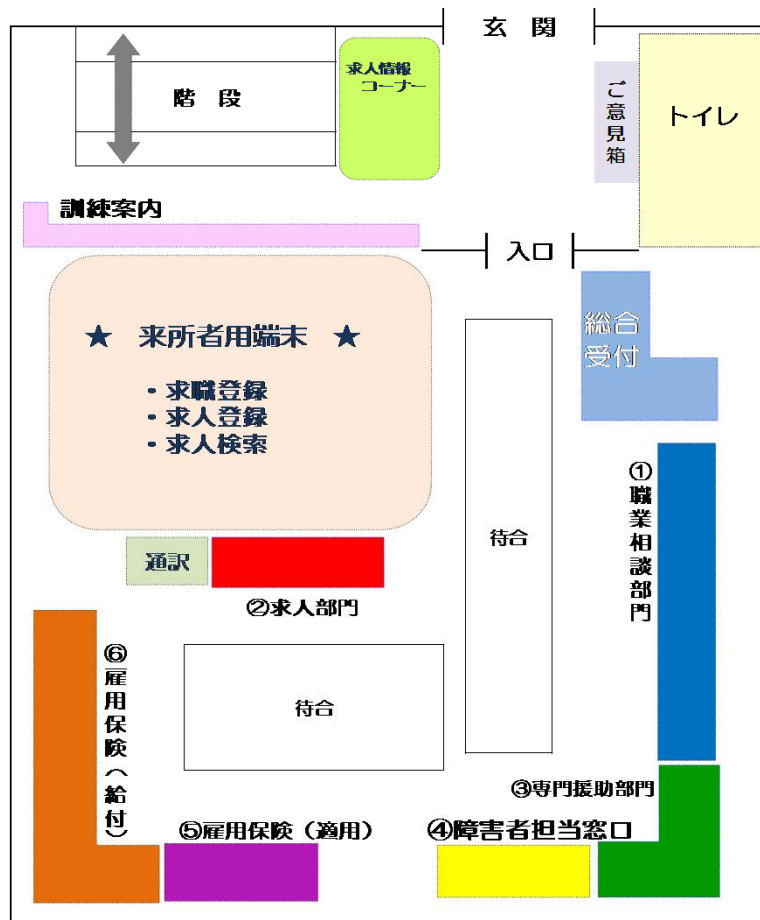 玄　関
求人情報
コーナー
階　段
ご意見箱
トイレ
訓練案内
入口
総合
受付
★　来所者用端末　★
・求職登録
・求人登録
・求人検索
①職業相談部門
待合
通訳
②求人部門
⑥雇用保険（給付）
待合
③専門援助部門
⑤雇用保険（適用）
④障害者担当窓口